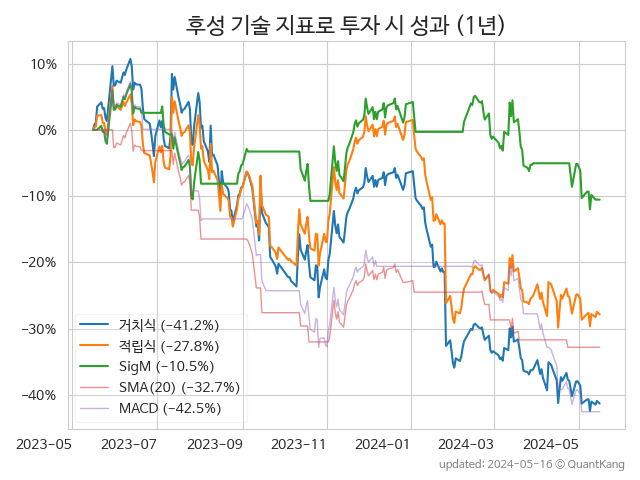 후성 기술 지표로 투자 시 성과 (1년)
10%
0%
−10%
−20%
−30%
−40%
거치식 (−41.2%)
적립식 (−27.8%)
SigM (−10.5%)
SMA(20) (−32.7%)
MACD (−42.5%)
2023-05 2023-07 2023-09 2023-11 2024-01 2024-03 2024-05
updated: 2024-05-16 © QuantKang